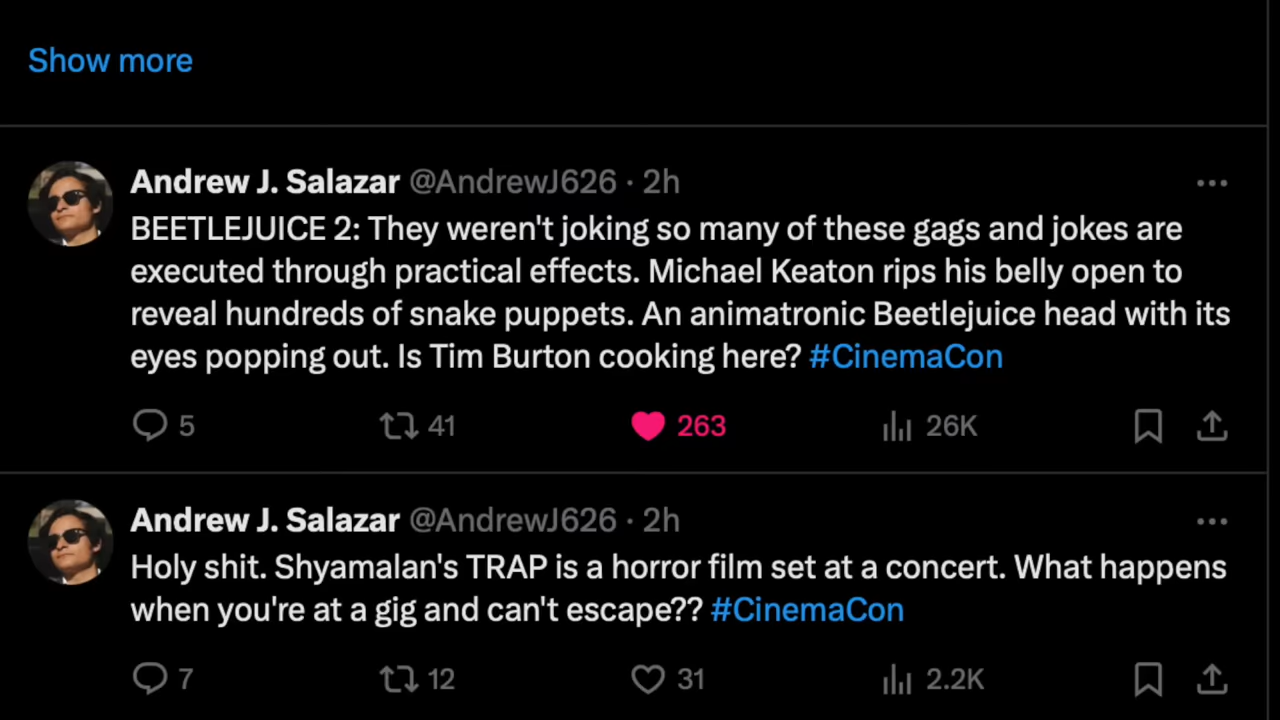 Show more
Andrew J. Salazar @AndrewJ626 · 2h
BEETLEJUICE 2: They weren't joking so many of these gags and jokes are
executed through practical effects. Michael Keaton rips his belly open to
reveal hundreds of snake puppets. An animatronic Beetlejuice head with its
eyes popping out. Is Tim Burton cooking here? #CinemaCon
5 41 263 26K
Andrew J. Salazar @AndrewJ626 · 2h
Holy shit. Shyamalan's TRAP is a horror film set at a concert. What happens
when you're at a gig and can't escape?? #CinemaCon
7 12 31 2.2K